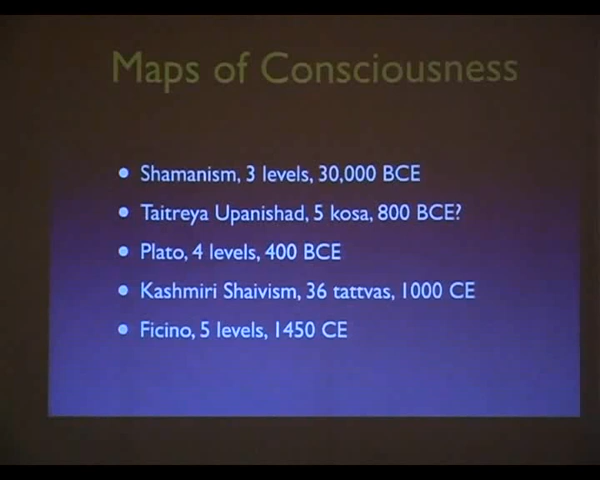 Maps of Consciousness
• Shamanism, 3 levels, 30,000 BCE
• Taitreya Upanishad, 5 kosa, 800 BCE?
• Plato, 4 levels, 400 BCE
• Kashmiri Shaivism, 36 tattvas, 1000 CE
• Ficino, 5 levels, 1450 CE